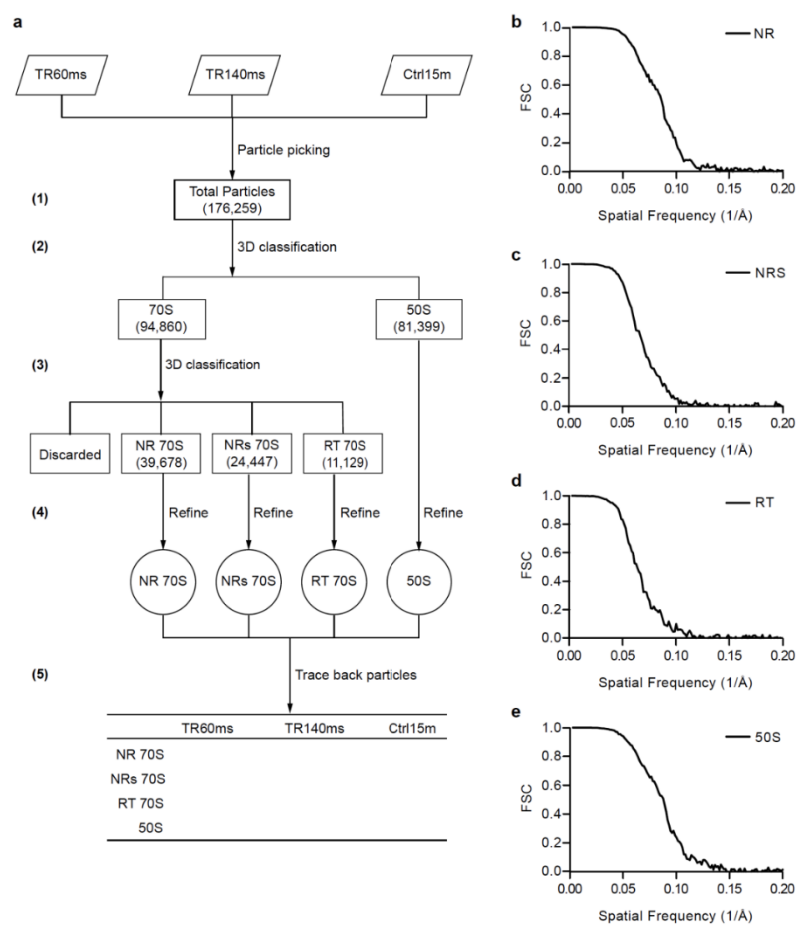 a
TR60ms
TR140ms
Ctrl15m
Particle picking
(1)
Total Particles
(176,259)
(2)
3D classification
70S
(94,860)
50S
(81,399)
(3)
3D classification
Discarded
NR 70S
(39,678)
NRs 70S
(24,447)
RT 70S
(11,129)
(4)
Refine
Refine
Refine
Refine
NR 70S
NRs 70S
RT 70S
50S
(5)
Trace back particles
TR60ms TR140ms Ctrl15m
NR 70S
NRs 70S
RT 70S
50S
b
NR
FSC
1.0
0.8
0.6
0.4
0.2
0.0
0.00 0.05 0.10 0.15 0.20
Spatial Frequency (1/Å)
c
NRS
FSC
1.0
0.8
0.6
0.4
0.2
0.0
0.00 0.05 0.10 0.15 0.20
Spatial Frequency (1/Å)
d
RT
FSC
1.0
0.8
0.6
0.4
0.2
0.0
0.00 0.05 0.10 0.15 0.20
Spatial Frequency (1/Å)
e
50S
FSC
1.0
0.8
0.6
0.4
0.2
0.0
0.00 0.05 0.10 0.15 0.20
Spatial Frequency (1/Å)